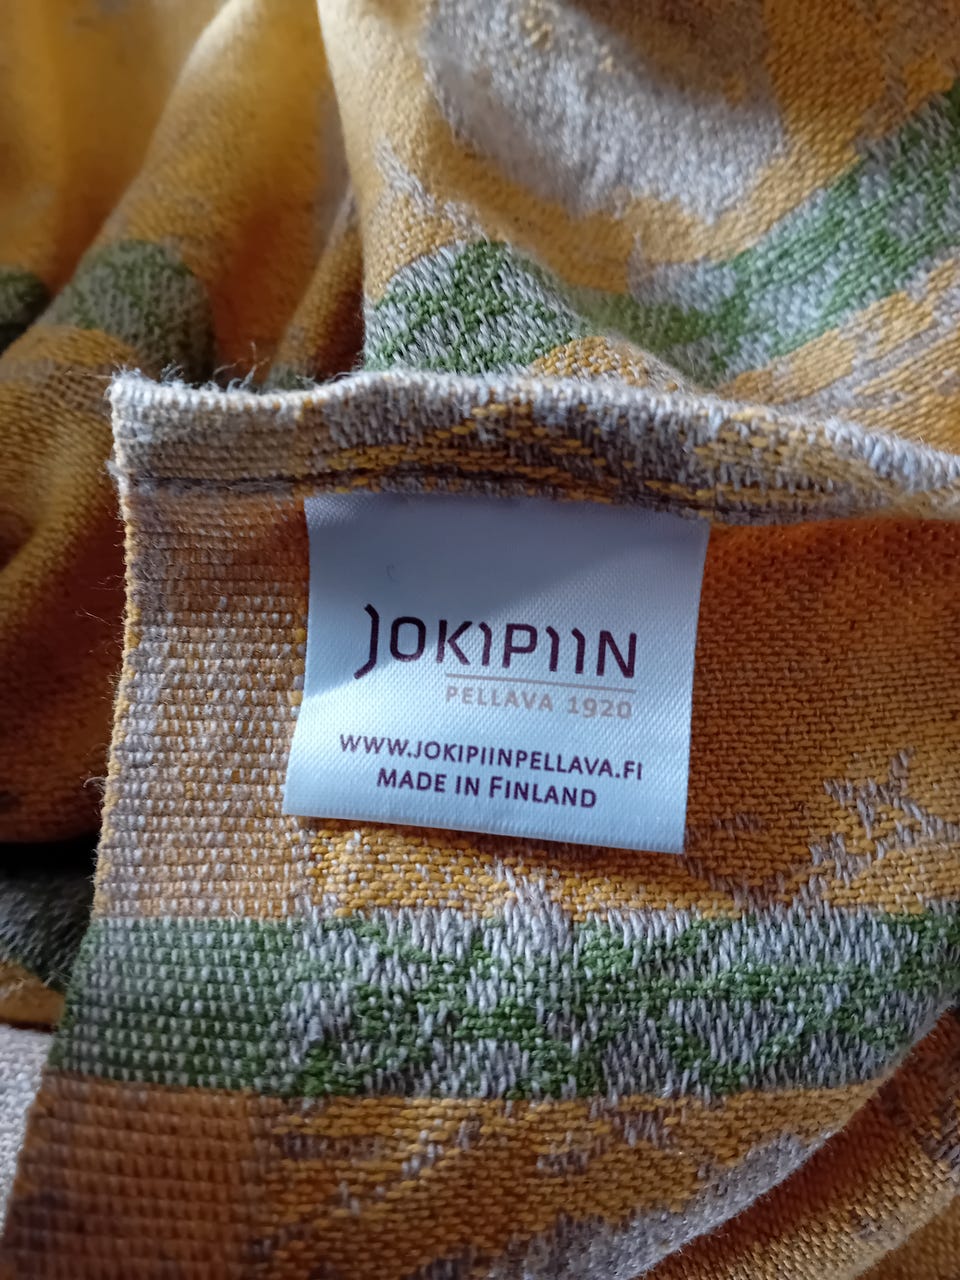 JOKIPIIN
PELLAVA 1920
WWW.JOKIPIINPELLAVA.FI
MADE IN FINLAND